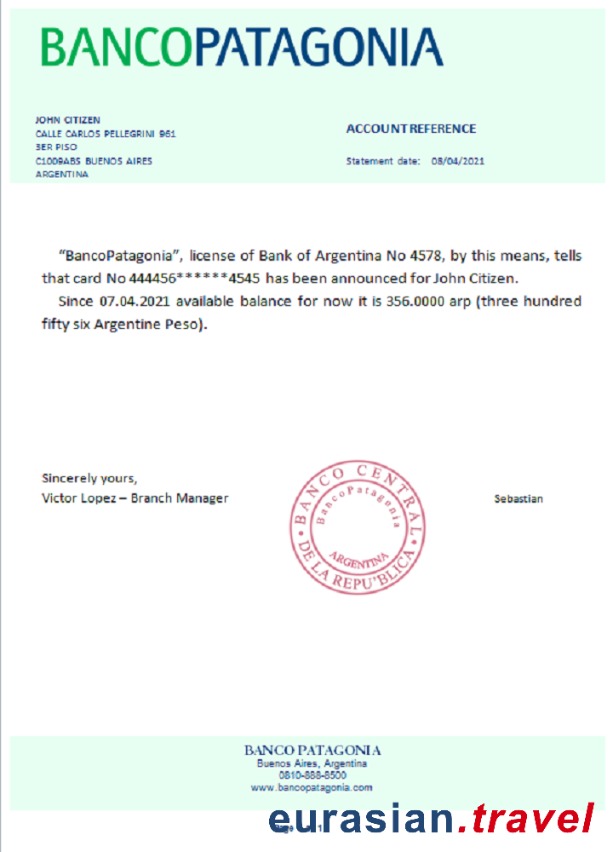 BANCOPATAGONIA
JOHN CITIZEN
CALLE CARLOS PELLEGRINI 961
3ER PISO
C1009ABS BUENOS AIRES
ARGENTINA
ACCOUNT REFERENCE
Statement date: 08/04/2021
“BancoPatagonia”, license of Bank of Argentina No 4578, by this means, tells
that card No 444456******4545 has been announced for John Citizen.
Since 07.04.2021 available balance for now it is 356.0000 arp (three hundred
fifty six Argentine Peso).
Sincerely yours,
Victor Lopez – Branch Manager
BANCO CENTRAL
DE LA REPU'BLICA
BancoPatagonia
ARGENTINA
Sebastian
BANCO PATAGONIA
Buenos Aires, Argentina
0810-888-8500
www.bancopatagonia.com
eurasian.travel